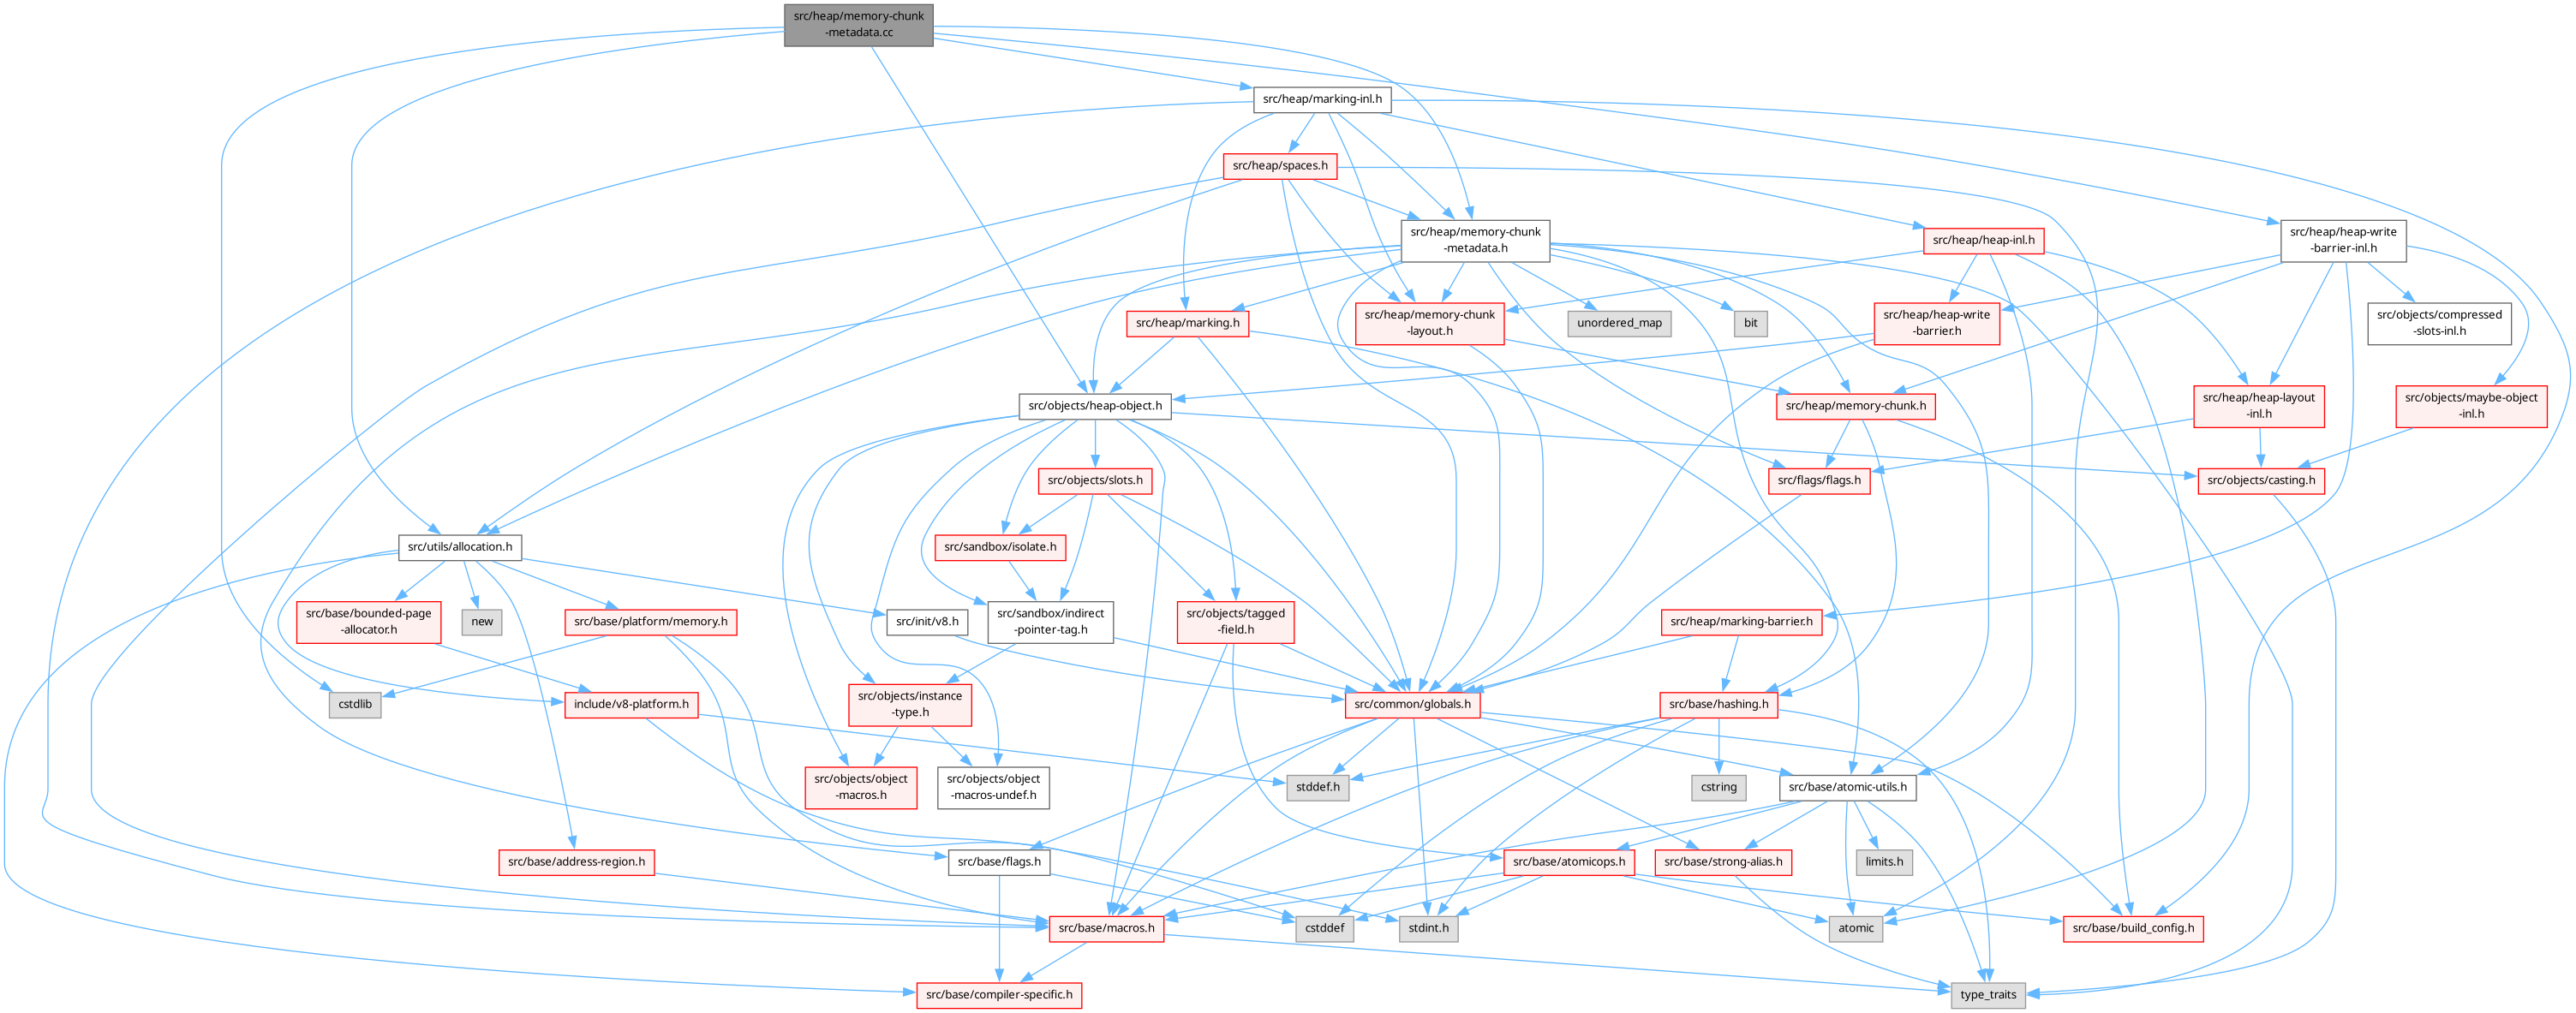 src/heap/memory-chunk
-metadata.cc
src/heap/marking-inl.h
src/heap/spaces.h
src/heap/memory-chunk
-metadata.h
src/heap/heap-inl.h
src/heap/heap-write
-barrier-inl.h
src/heap/marking.h
src/heap/memory-chunk
-layout.h
unordered_map
bit
src/heap/heap-write
-barrier.h
src/objects/compressed
-slots-inl.h
src/objects/heap-object.h
src/heap/memory-chunk.h
src/heap/heap-layout
-inl.h
src/objects/maybe-object
-inl.h
src/objects/slots.h
src/flags/flags.h
src/objects/casting.h
src/utils/allocation.h
src/sandbox/isolate.h
src/base/bounded-page
-allocator.h
new
src/base/platform/memory.h
src/init/v8.h
src/sandbox/indirect
-pointer-tag.h
src/objects/tagged
-field.h
src/heap/marking-barrier.h
cstdlib
include/v8-platform.h
src/objects/instance
-type.h
src/common/globals.h
src/base/hashing.h
src/objects/object
-macros.h
src/objects/object
-macros-undef.h
stddef.h
cstring
src/base/atomic-utils.h
src/base/address-region.h
src/base/flags.h
src/base/atomicops.h
src/base/strong-alias.h
limits.h
src/base/macros.h
cstddef
stdint.h
atomic
src/base/build_config.h
src/base/compiler-specific.h
type_traits